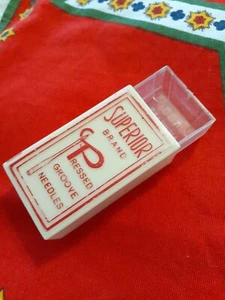 SUPERIOR
BRAND
PRESSED
GROOVE
NEEDLES